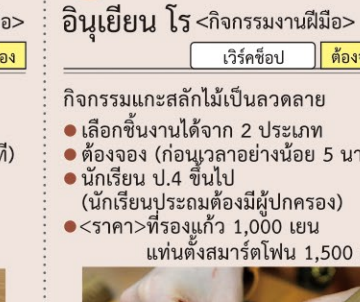 อินุเยียน โร <กิจกรรมงานฝีมือ>
เวิร์คช็อป
กิจกรรมแกะสลักไม้เป็นลวดลาย
● เลือกชิ้นงานได้จาก 2 ประเภท
● ต้องจอง (ก่อนเวลาอย่างน้อย 5
● นักเรียน ป.4 ขึ้นไป
(นักเรียนประถมต้องมีผู้ปกครอง)
● <ราคา>ที่รองแก้ว 1,000 เยน
แท่นตั้งสมาร์ตโฟน 1,500